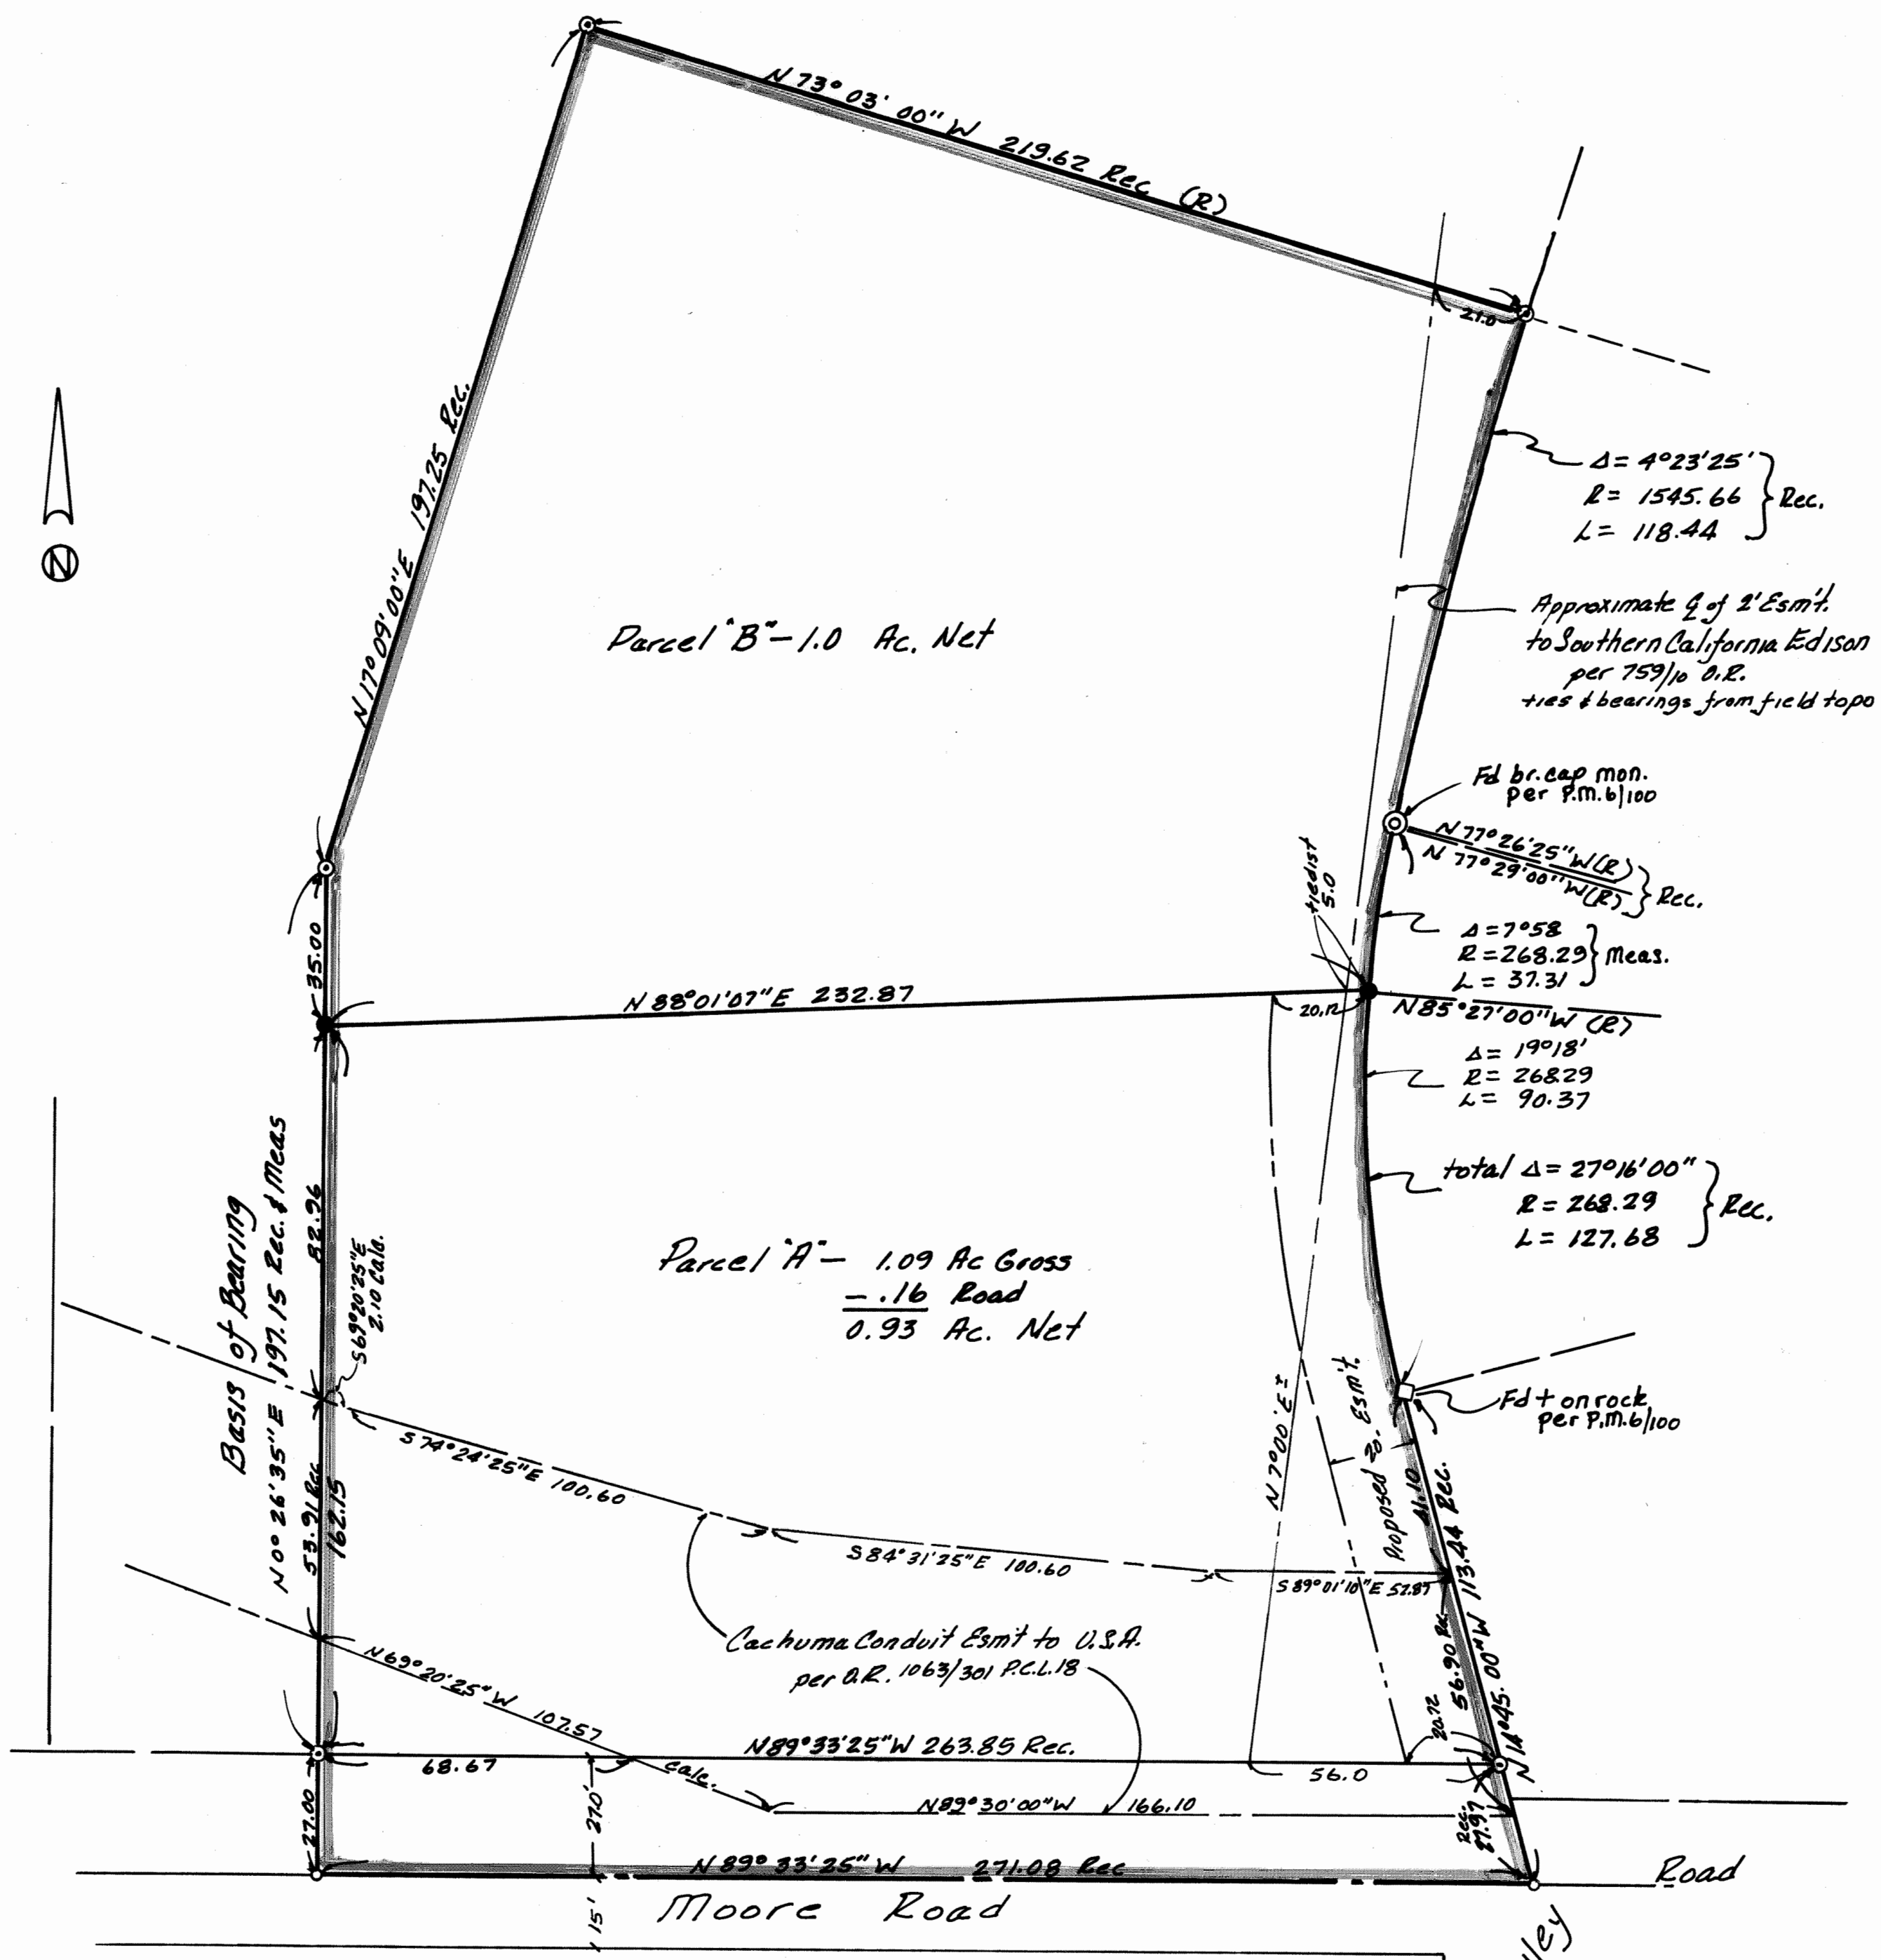 N 73° 03' 00" W 219.62 Rec (R)
21.0
N 17° 09' 00" E 197.25 Rec.
N
Δ = 4° 23' 25'
R = 1545.66
L = 118.44
Rec.
Parcel "B" - 1.0 Ac. Net
Approximate ℄ of 2' Esm't.
to Southern California Edison
per 759/10 O.R.
ties & bearings from field topo
Fd br. cap mon.
per P.M. 6/100
N 77° 26' 25" W (R)
N 77° 29' 00" W (R)
Rec.
tie dist
5.0
Δ = 7° 58
R = 268.29
L = 37.31
Meas.
35.00
N 88° 01' 07" E 232.87
N 85° 27' 00" W (R)
Δ = 19° 18'
R = 268.29
L = 90.37
total Δ = 27° 16' 00"
R = 268.29
L = 127.68
Rec.
Basis of Bearing
N 0° 26' 35" E 197.15 Rec. & Meas
82.96
S 69° 20' 25" E
2.10 Calc.
Parcel "A" - 1.09 Ac Gross
- .16 Road
0.93 Ac. Net
Fd + on rock
per P.M. 6/100
N 7° 00' E ±
Proposed 20. Esm't.
41.10
S 74° 24' 25" E 100.60
53.91 Rec.
162.15
S 84° 31' 25" E 100.60
S 89° 01' 10" E 52.87
N 14° 45' 00" W 113.44 Rec.
56.90 Rec.
Cachuma Conduit Esm't to U.S.A.
per O.R. 1063/301 P.C.L. 18
N 69° 20' 25" W 107.57
calc.
20.72
N 89° 33' 25" W 263.85 Rec.
68.67
56.0
27.00
27.0'
N 89° 30' 00" W 166.10
Rec.
N 89° 33' 25" W 271.08 Rec
Road
15'
Moore Road